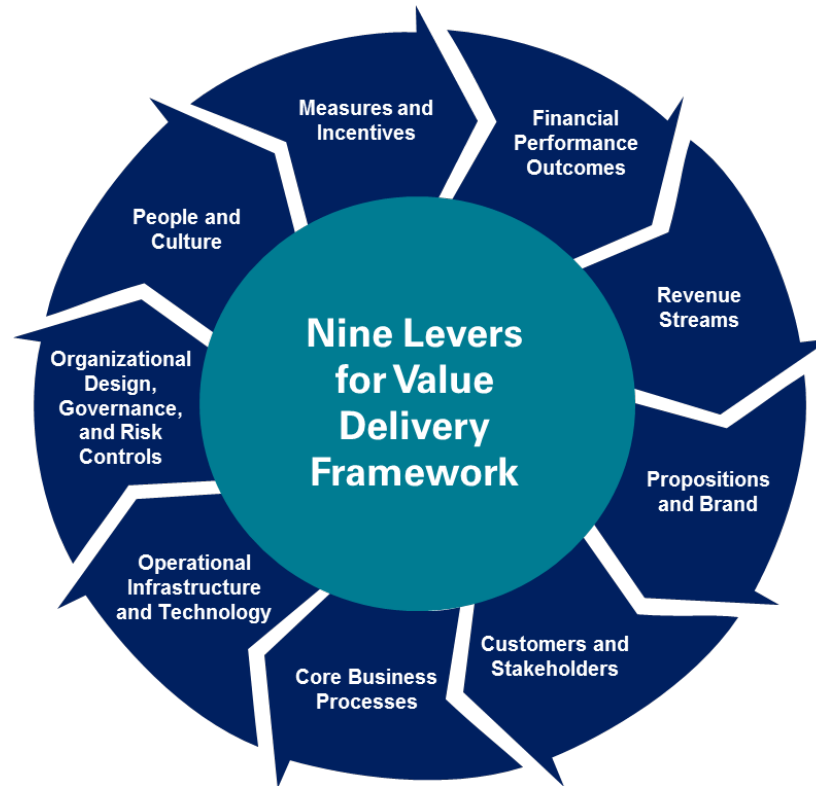 Measures and
Incentives
Financial
Performance
Outcomes
Revenue
Streams
Propositions
and Brand
Customers and
Stakeholders
Core Business
Processes
Operational
Infrastructure
and Technology
Organizational
Design,
Governance,
and Risk
Controls
People and
Culture
Nine Levers
for Value
Delivery
Framework